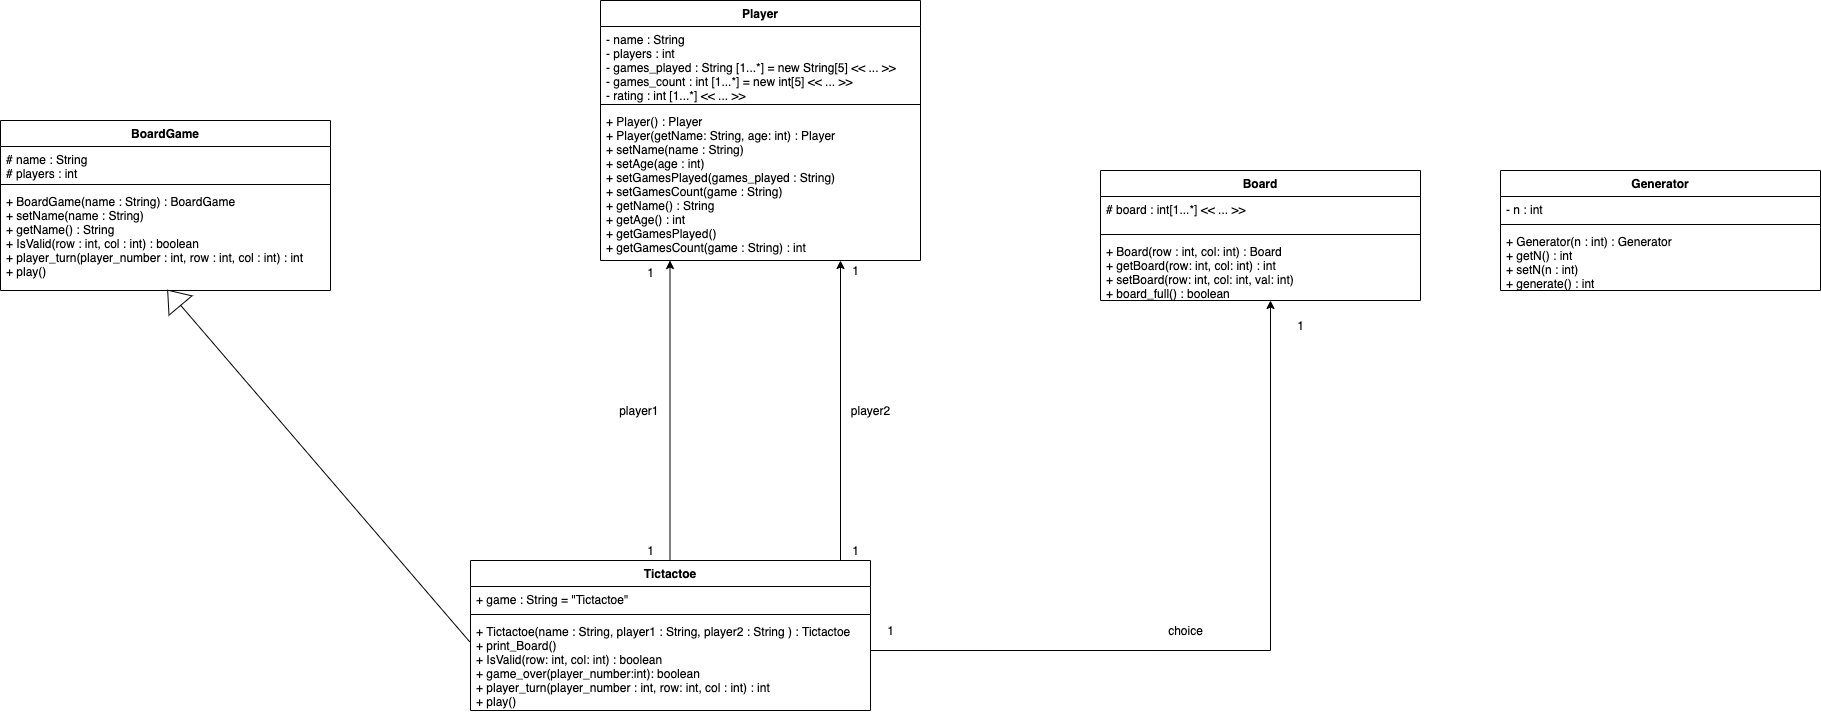 Player
- name : String
- players : int
- games_played : String [1...*] = new String[5] << ... >>
- games_count : int [1...*] = new int[5] << ... >>
- rating : int [1...*] << ... >>
+ Player() : Player
+ Player(getName: String, age: int) : Player
+ setName(name : String)
+ setAge(age : int)
+ setGamesPlayed(games_played : String)
+ setGamesCount(game : String)
+ getName() : String
+ getAge() : int
+ getGamesPlayed()
+ getGamesCount(game : String) : int
BoardGame
# name : String
# players : int
+ BoardGame(name : String) : BoardGame
+ setName(name : String)
+ getName() : String
+ IsValid(row : int, col : int) : boolean
+ player_turn(player_number : int, row : int, col : int) : int
+ play()
Board
# board : int[1...*] << ... >>
+ Board(row : int, col: int) : Board
+ getBoard(row: int, col: int) : int
+ setBoard(row: int, col: int, val: int)
+ board_full() : boolean
Generator
- n : int
+ Generator(n : int) : Generator
+ getN() : int
+ setN(n : int)
+ generate() : int
1
1
1
player1
player2
1
1
Tictactoe
+ game : String = "Tictactoe"
+ Tictactoe(name : String, player1 : String, player2 : String ) : Tictactoe
+ print_Board()
+ IsValid(row: int, col: int) : boolean
+ game_over(player_number:int): boolean
+ player_turn(player_number : int, row: int, col : int) : int
+ play()
1
choice